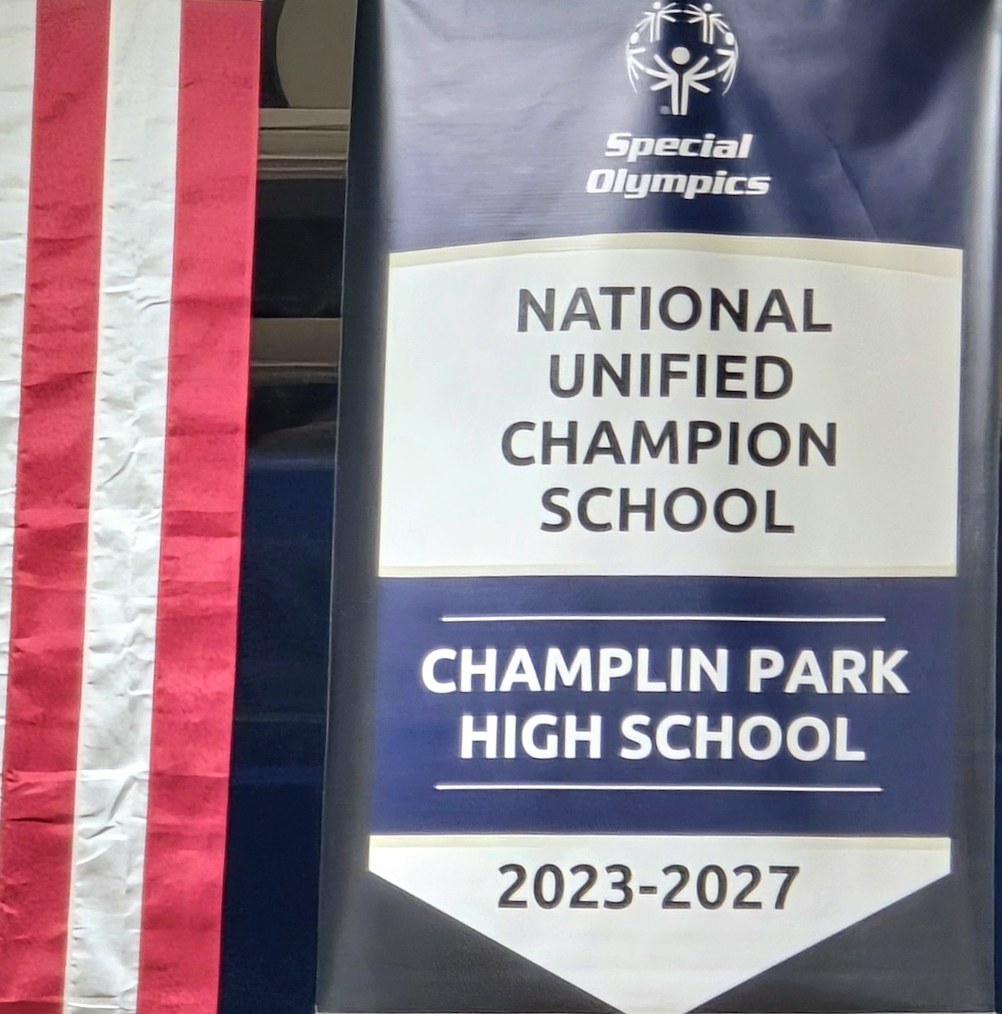 Special
Olympics
NATIONAL
UNIFIED
CHAMPION
SCHOOL
CHAMPLIN PARK
HIGH SCHOOL
2023-2027